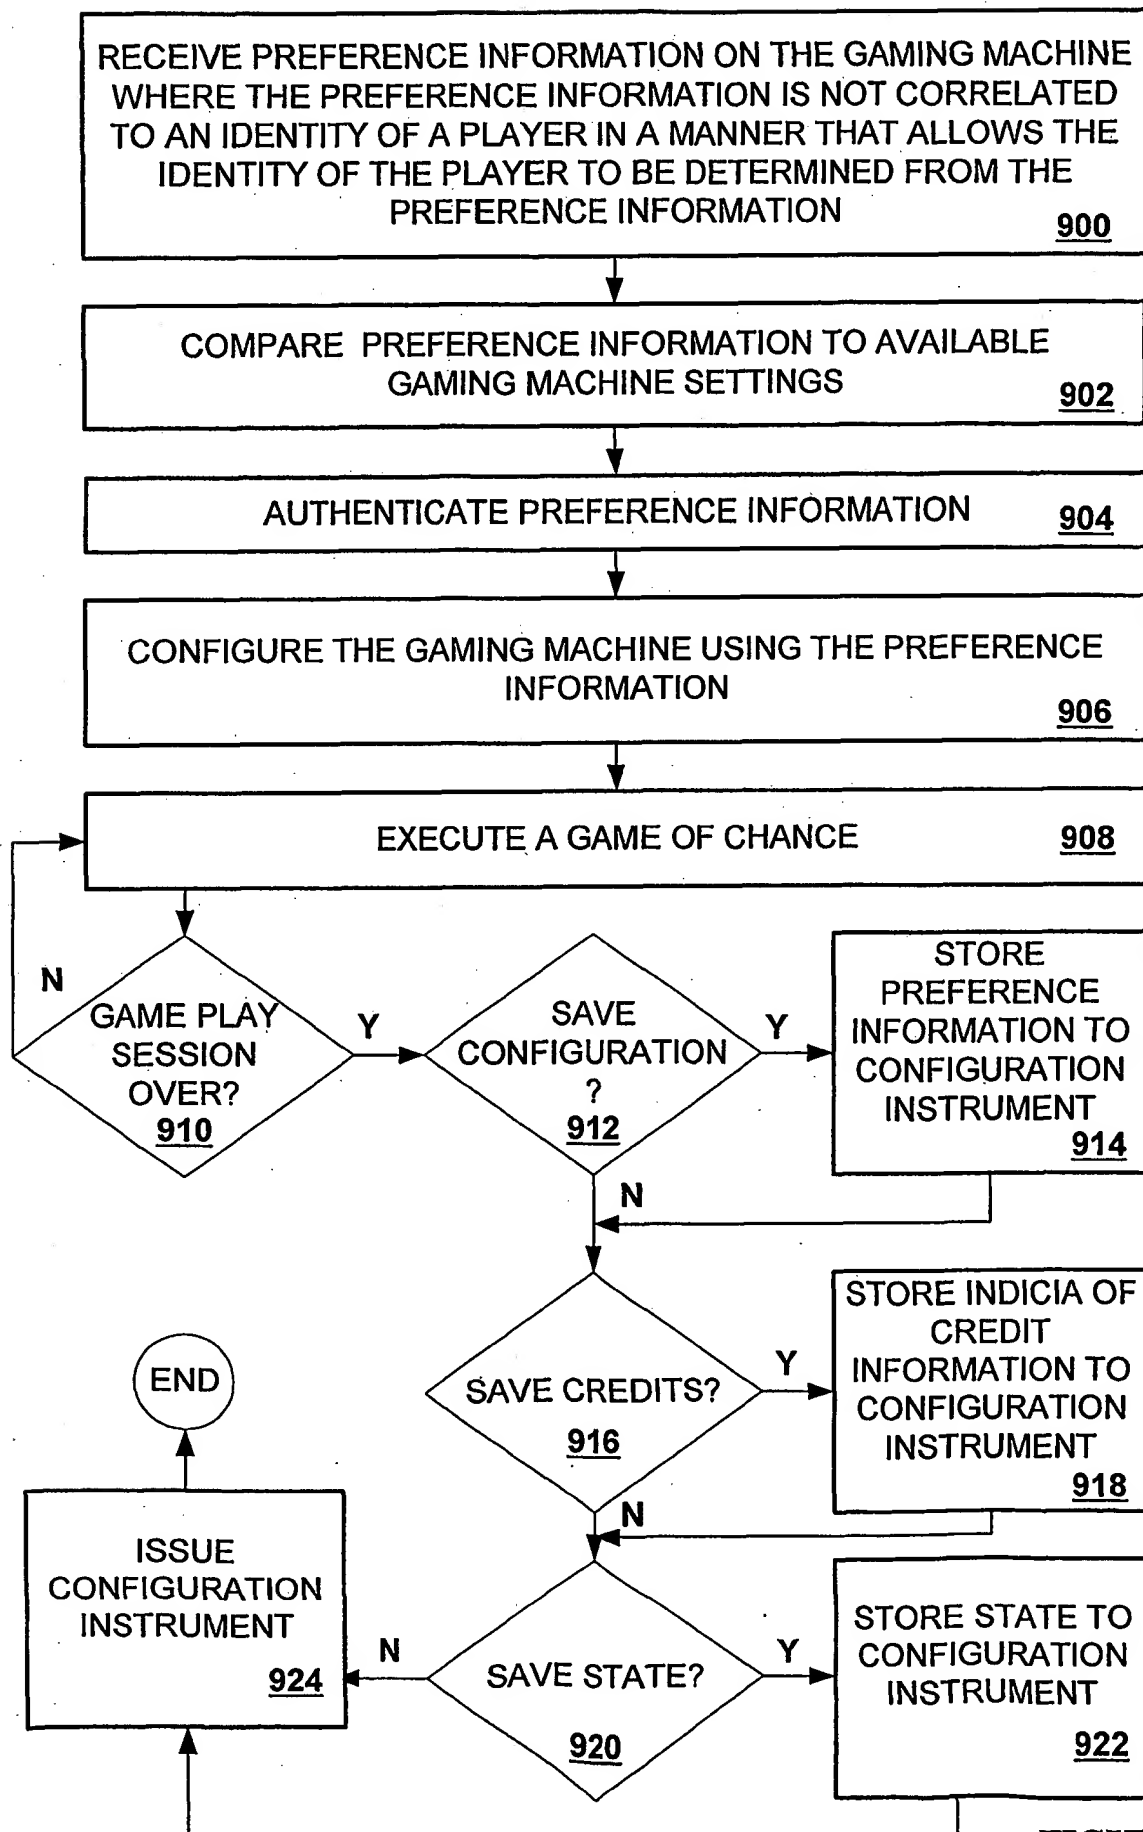 RECEIVE PREFERENCE INFORMATION ON THE GAMING MACHINE
WHERE THE PREFERENCE INFORMATION IS NOT CORRELATED
TO AN IDENTITY OF A PLAYER IN A MANNER THAT ALLOWS THE
IDENTITY OF THE PLAYER TO BE DETERMINED FROM THE
PREFERENCE INFORMATION
900
COMPARE PREFERENCE INFORMATION TO AVAILABLE
GAMING MACHINE SETTINGS
902
AUTHENTICATE PREFERENCE INFORMATION
904
CONFIGURE THE GAMING MACHINE USING THE PREFERENCE
INFORMATION
906
EXECUTE A GAME OF CHANCE
908
N
GAME PLAY
SESSION
OVER?
910
Y
SAVE
CONFIGURATION
?
912
Y
STORE
PREFERENCE
INFORMATION TO
CONFIGURATION
INSTRUMENT
914
N
SAVE CREDITS?
916
Y
STORE INDICIA OF
CREDIT
INFORMATION TO
CONFIGURATION
INSTRUMENT
918
N
SAVE STATE?
920
Y
STORE STATE TO
CONFIGURATION
INSTRUMENT
922
N
ISSUE
CONFIGURATION
INSTRUMENT
924
END